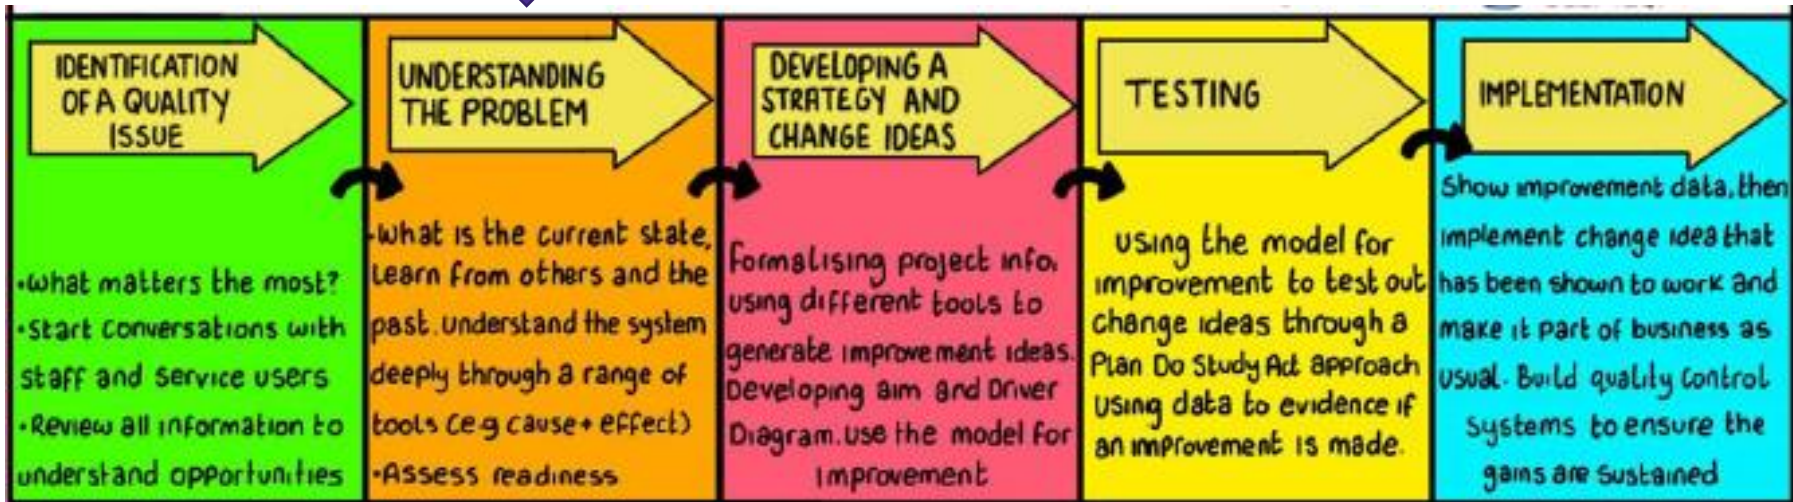 IDENTIFICATION
OF A QUALITY
ISSUE
•What matters the most?
•Start conversations with
staff and service users
•Review all information to
understand opportunities
UNDERSTANDING
THE PROBLEM
•What is the current state,
Learn from others and the
past. Understand the system
deeply through a range of
tools (e.g cause + effect)
•Assess readiness
DEVELOPING A
STRATEGY AND
CHANGE IDEAS
Formalising project info.
using different tools to
generate improvement ideas.
Developing aim and Driver
Diagram. Use the model for
Improvement
TESTING
Using the model for
improvement to test out
change ideas through a
Plan Do Study Act approach
Using data to evidence if
an improvement is made.
IMPLEMENTATION
Show improvement data, then
implement change idea that
has been shown to work and
make it part of business as
usual. Build quality control
systems to ensure the
gains are sustained